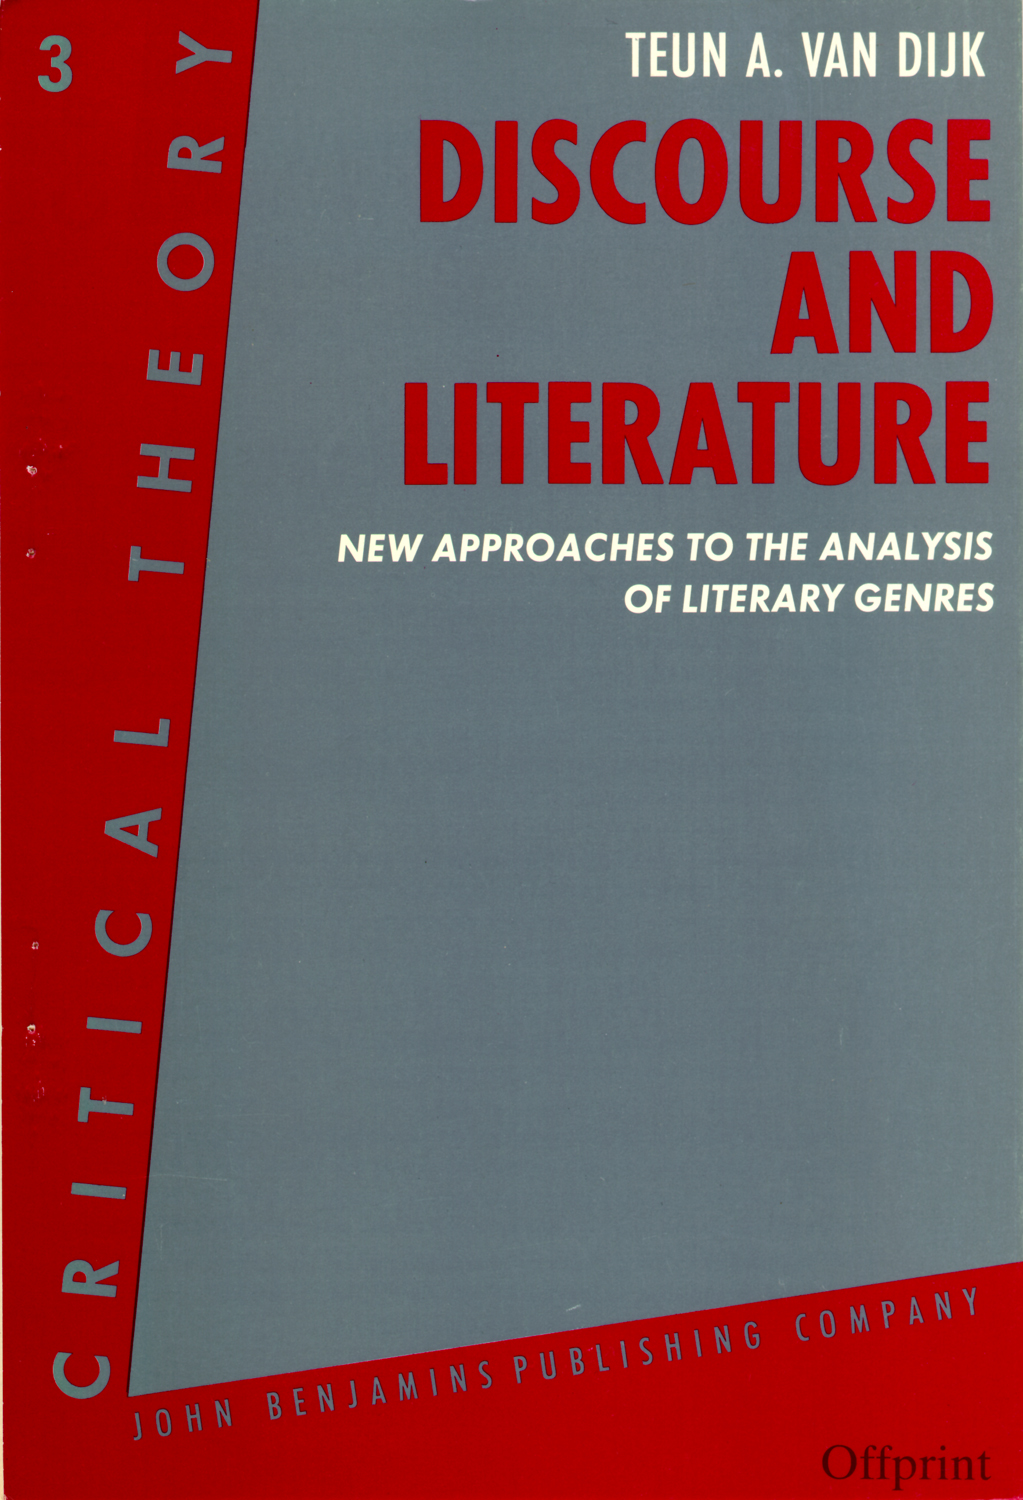 3
CRITICAL THEORY
TEUN A. VAN DIJK
DISCOURSE
AND
LITERATURE
NEW APPROACHES TO THE ANALYSIS
OF LITERARY GENRES
JOHN BENJAMINS PUBLISHING COMPANY
Offprint